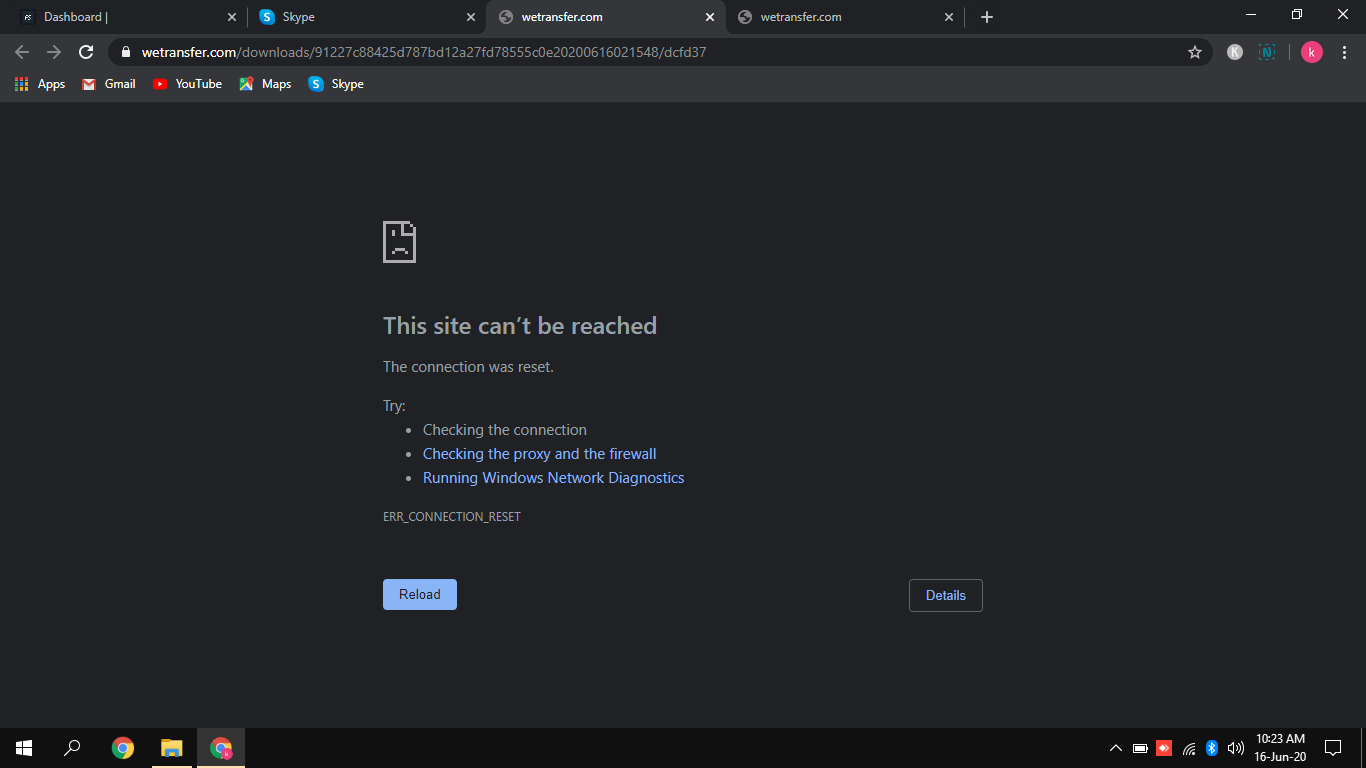 Dashboard |
Skype
wetransfer.com
wetransfer.com
wetransfer.com/downloads/91227c88425d787bd12a27fd78555c0e20200616021548/dcfd37
K
N
k
Apps
Gmail
YouTube
Maps
Skype
This site can't be reached
The connection was reset.
Try:
• Checking the connection
• Checking the proxy and the firewall
• Running Windows Network Diagnostics
ERR_CONNECTION_RESET
Reload
Details
10:23 AM
16-Jun-20